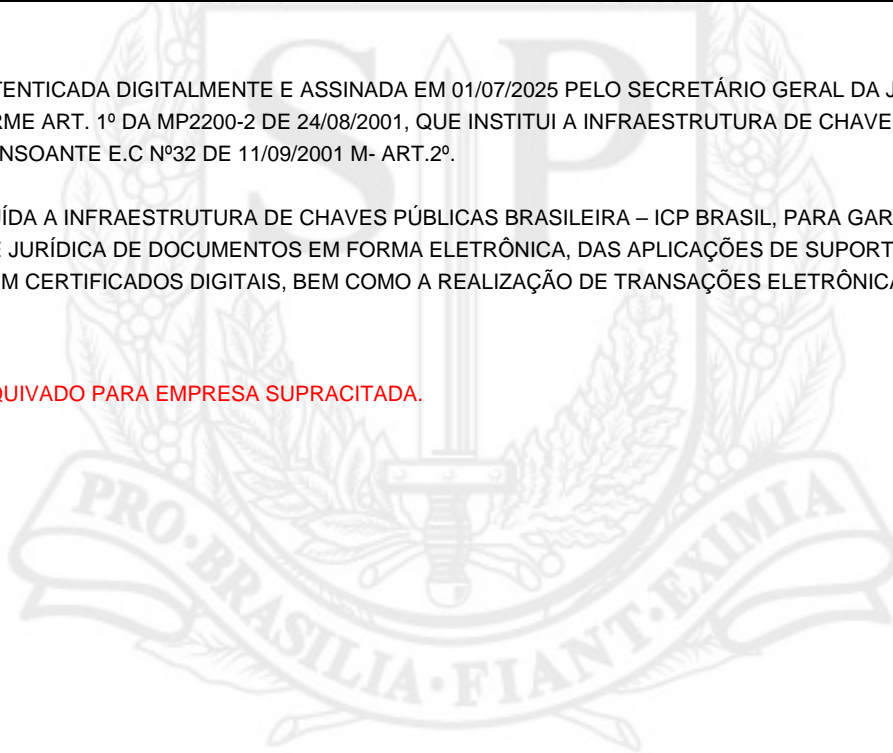 TENTICADA DIGITALMENTE E ASSINADA EM 01/07/2025 PELO SECRETÁRIO GERAL DA J
RME ART. 1º DA MP2200-2 DE 24/08/2001, QUE INSTITUI A INFRAESTRUTURA DE CHAVE
NSOANTE E.C Nº32 DE 11/09/2001 M- ART.2º.
UÍDA A INFRAESTRUTURA DE CHAVES PÚBLICAS BRASILEIRA – ICP BRASIL, PARA GAR
E JURÍDICA DE DOCUMENTOS EM FORMA ELETRÔNICA, DAS APLICAÇÕES DE SUPORT
M CERTIFICADOS DIGITAIS, BEM COMO A REALIZAÇÃO DE TRANSAÇÕES ELETRÔNICA
QUIVADO PARA EMPRESA SUPRACITADA.
SP
PRO·BRASILIA·FIANT·EXIMIA